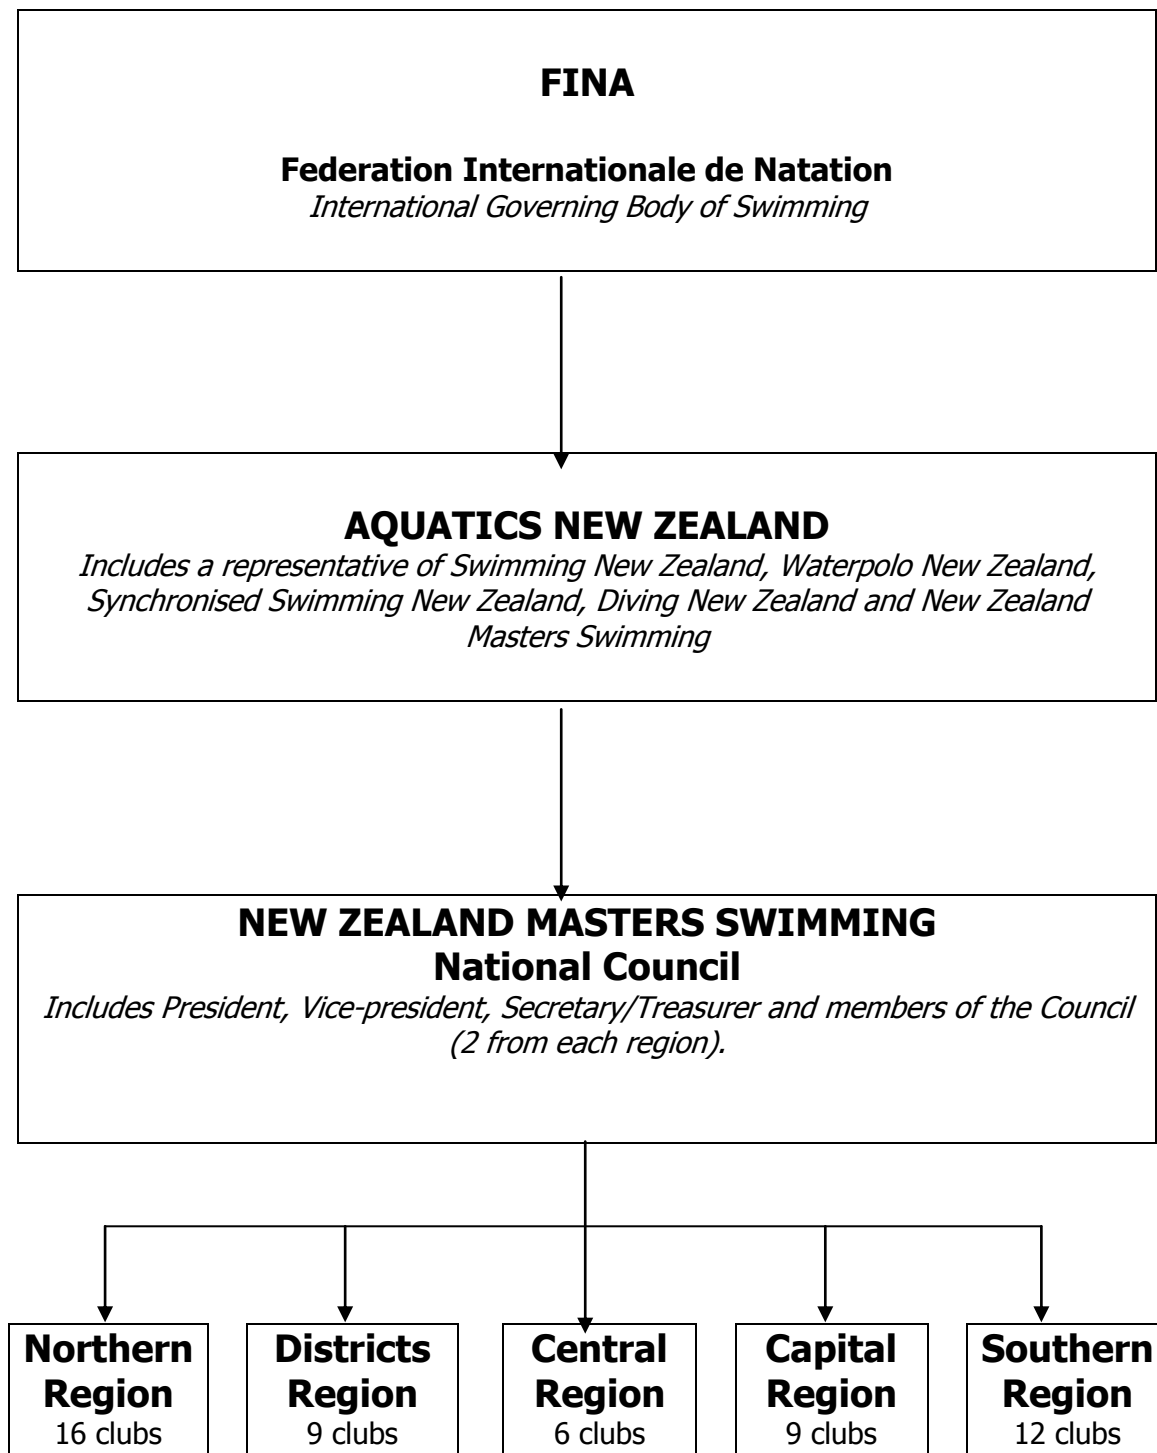 FINA
Federation Internationale de Natation
International Governing Body of Swimming
AQUATICS NEW ZEALAND
Includes a representative of Swimming New Zealand, Waterpolo New Zealand,
Synchronised Swimming New Zealand, Diving New Zealand and New Zealand
Masters Swimming
NEW ZEALAND MASTERS SWIMMING
National Council
Includes President, Vice-president, Secretary/Treasurer and members of the Council
(2 from each region).
Northern
Region
16 clubs
Districts
Region
9 clubs
Central
Region
6 clubs
Capital
Region
9 clubs
Southern
Region
12 clubs